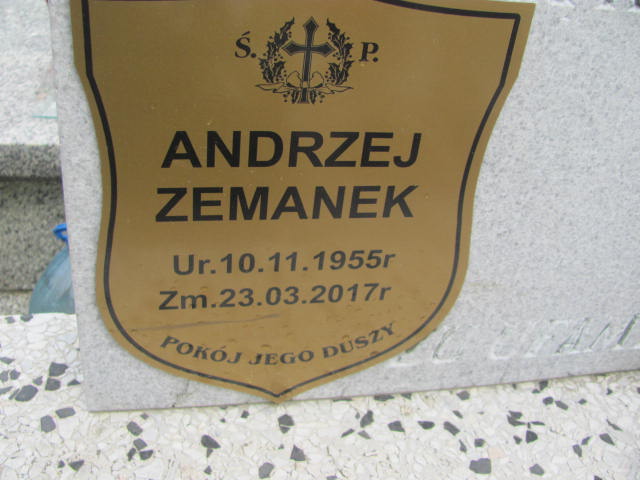 Ś. P.
ANDRZEJ
ZEMANEK
Ur.10.11.1955r
Zm.23.03.2017r
POKÓJ JEGO DUSZY